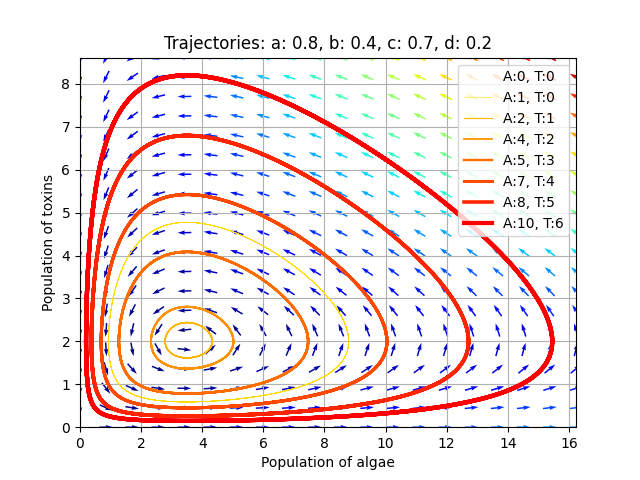 Trajectories: a: 0.8, b: 0.4, c: 0.7, d: 0.2
Population of toxins
8
7
6
5
4
3
2
1
0
A:0, T:0
A:1, T:0
A:2, T:1
A:4, T:2
A:5, T:3
A:7, T:4
A:8, T:5
A:10, T:6
0 2 4 6 8 10 12 14 16
Population of algae